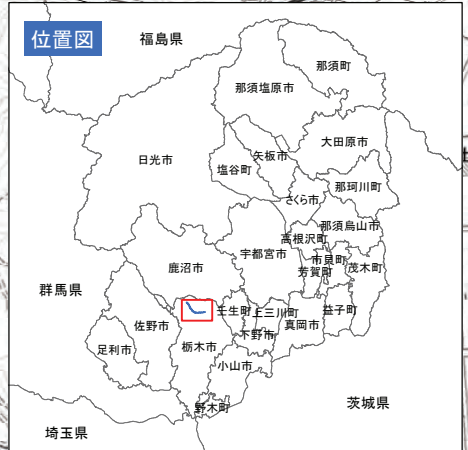 位置図
福島県
那須町
那須塩原市
大田原市
日光市
矢板市
塩谷町
那珂川町
さくら市
那須烏山市
高根沢町
宇都宮市
市貝町
茂木町
鹿沼市
芳賀町
群馬県
壬生町
上三川町
益子町
佐野市
真岡市
下野市
足利市
栃木市
小山市
野木町
茨城県
埼玉県